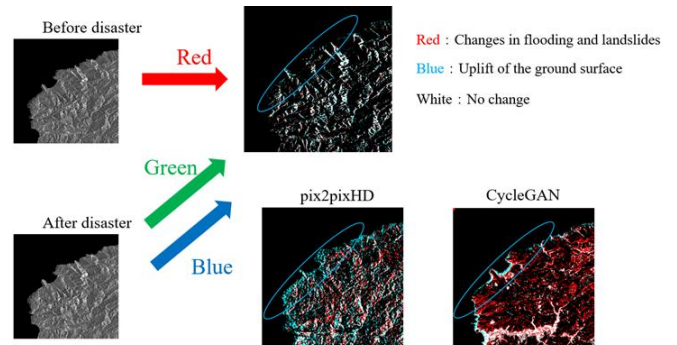 Before disaster
Red
Red：Changes in flooding and landslides
Blue：Uplift of the ground surface
White：No change
Green
After disaster
Blue
pix2pixHD
CycleGAN